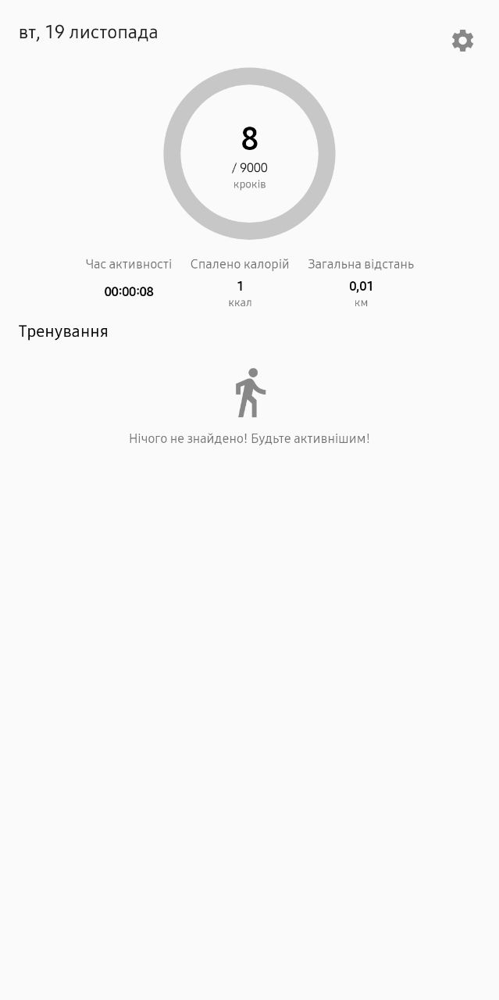 вт, 19 листопада
8
/ 9000
кроків
Час активності
00:00:08
Спалено калорій
1
ккал
Загальна відстань
0,01
км
Тренування
Нічого не знайдено! Будьте активнішим!